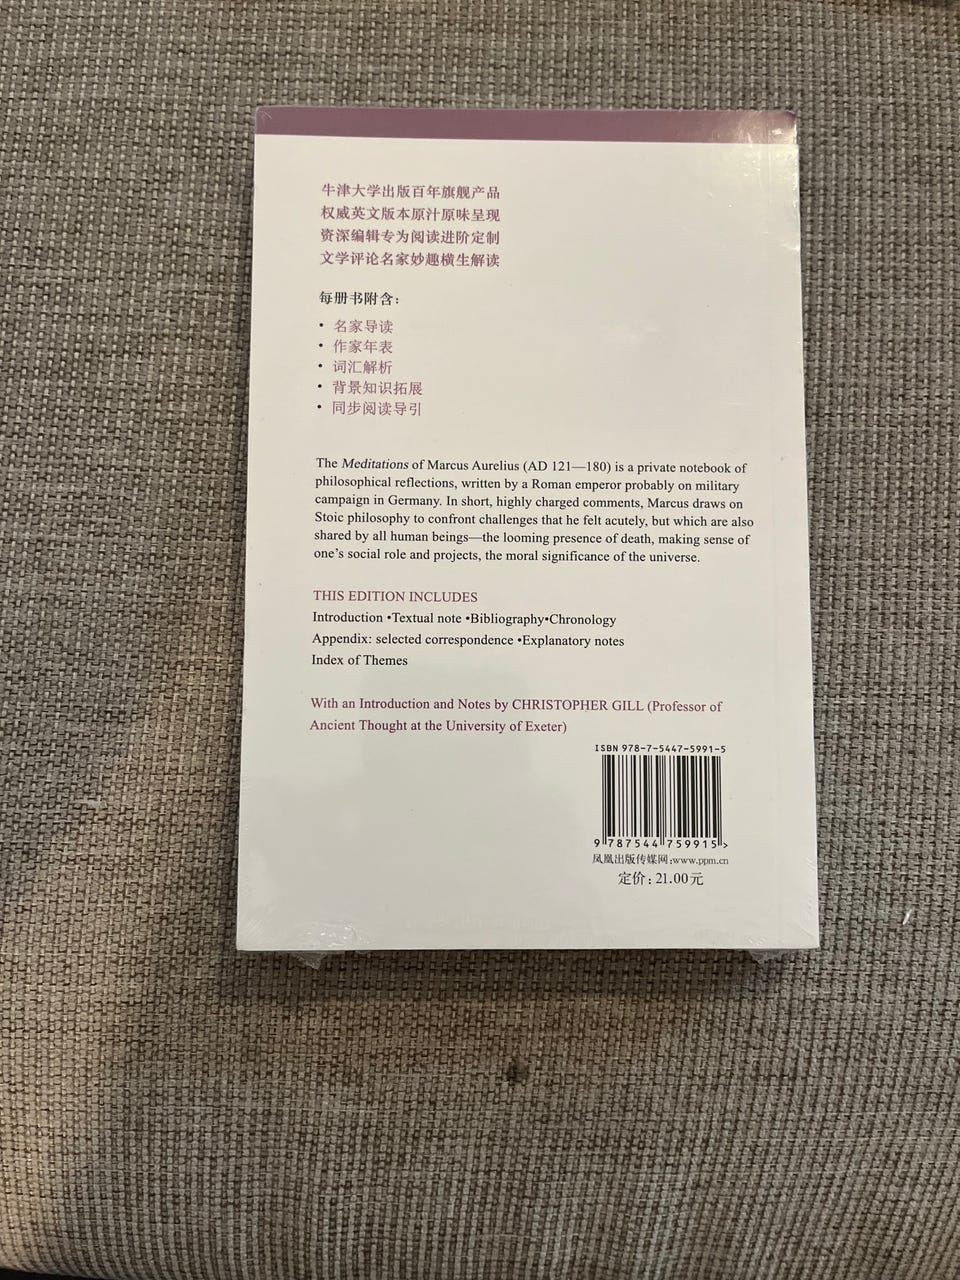 牛津大学出版百年旗舰产品
权威英文版本原汁原味呈现
资深编辑专为阅读进阶定制
文学评论名家妙趣横生解读
每册书附含：
• 名家导读
• 作家年表
• 词汇解析
• 背景知识拓展
• 同步阅读导引
The Meditations of Marcus Aurelius (AD 121—180) is a private notebook of
philosophical reflections, written by a Roman emperor probably on military
campaign in Germany. In short, highly charged comments, Marcus draws on
Stoic philosophy to confront challenges that he felt acutely, but which are also
shared by all human beings—the looming presence of death, making sense of
one's social role and projects, the moral significance of the universe.
THIS EDITION INCLUDES
Introduction •Textual note •Bibliography•Chronology
Appendix: selected correspondence •Explanatory notes
Index of Themes
With an Introduction and Notes by CHRISTOPHER GILL (Professor of
Ancient Thought at the University of Exeter)
ISBN 978-7-5447-5991-5
9 787544 759915 >
凤凰出版传媒网:www.ppm.cn
定价：21.00元